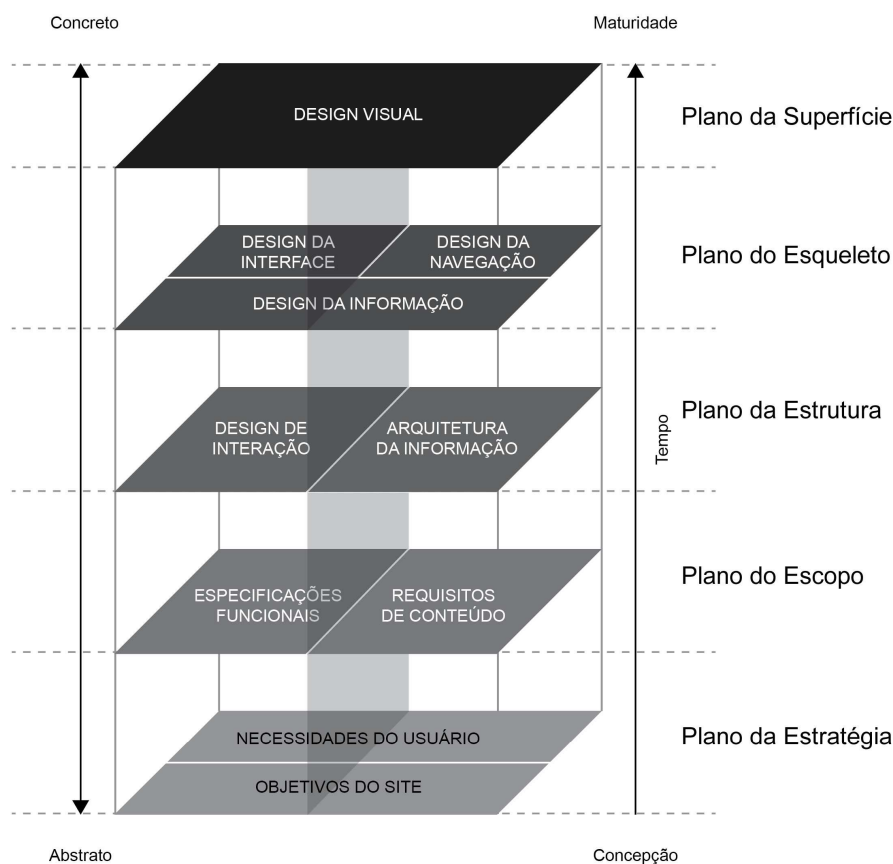 Concreto
Maturidade
DESIGN VISUAL
Plano da Superfície
DESIGN DA
INTERFACE
DESIGN DA
NAVEGAÇÃO
DESIGN DA INFORMAÇÃO
Plano do Esqueleto
DESIGN DE
INTERAÇÃO
ARQUITETURA
DA INFORMAÇÃO
Tempo
Plano da Estrutura
ESPECIFICAÇÕES
FUNCIONAIS
REQUISITOS
DE CONTEÚDO
Plano do Escopo
NECESSIDADES DO USUÁRIO
OBJETIVOS DO SITE
Plano da Estratégia
Abstrato
Concepção